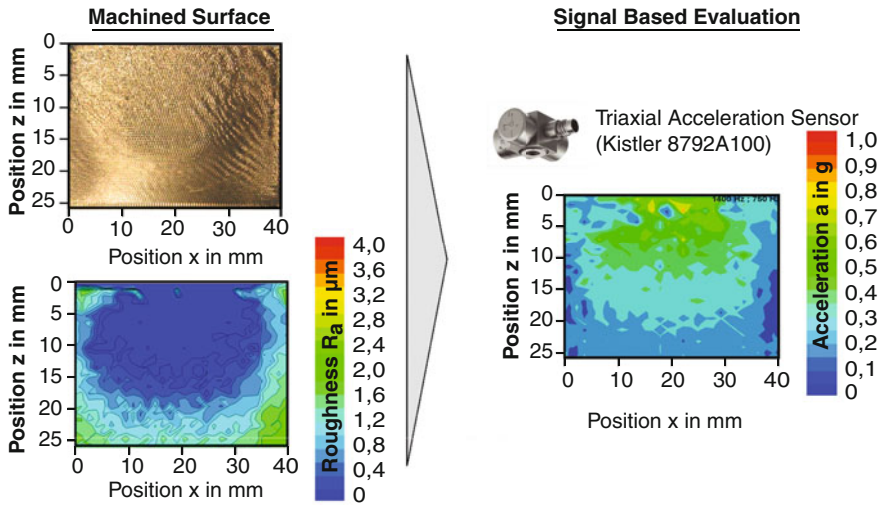 Machined Surface
Position z in mm
0
5
10
15
20
25
0 10 20 30 40
Position x in mm
Position z in mm
0
5
10
15
20
25
0 10 20 30 40
Position x in mm
Roughness Ra in µm
4,0
3,6
3,2
2,8
2,4
2,0
1,6
1,2
0,8
0,4
0
Signal Based Evaluation
Triaxial Acceleration Sensor
(Kistler 8792A100)
1400 Hz ; 750 Hz
Position z in mm
0
5
10
15
20
25
0 10 20 30 40
Position x in mm
Acceleration a in g
1,0
0,9
0,8
0,7
0,6
0,5
0,4
0,3
0,2
0,1
0